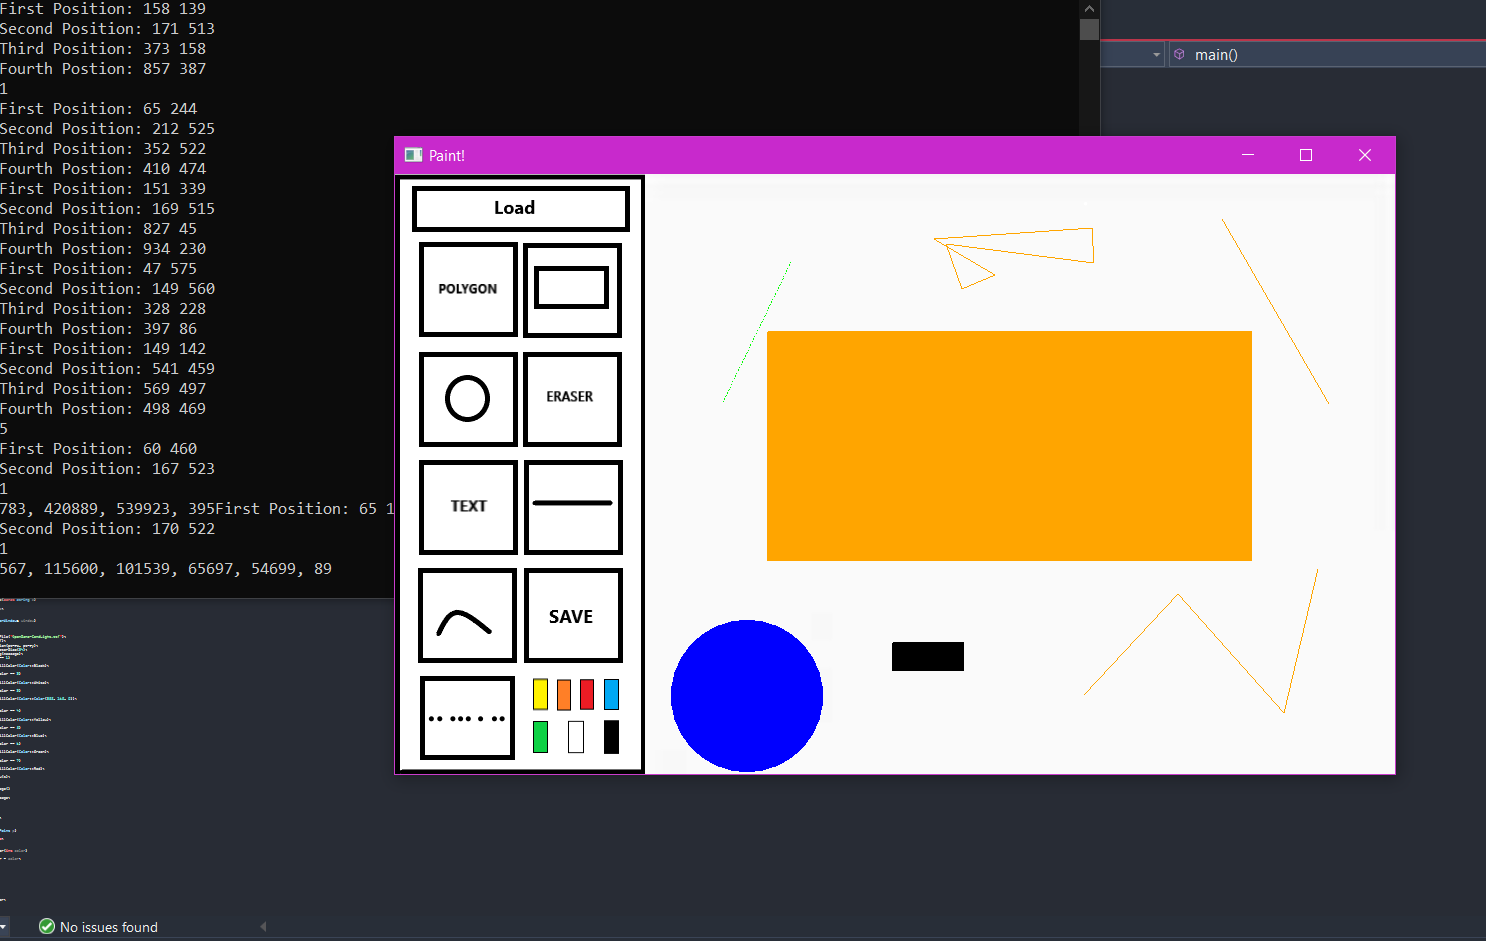 First Position: 158 139
Second Position: 171 513
Third Position: 373 158
Fourth Postion: 857 387
1
First Position: 65 244
Second Position: 212 525
Third Position: 352 522
Fourth Postion: 410 474
First Position: 151 339
Second Position: 169 515
Third Position: 827 45
Fourth Postion: 934 230
First Position: 47 575
Second Position: 149 560
Third Position: 328 228
Fourth Postion: 397 86
First Position: 149 142
Second Position: 541 459
Third Position: 569 497
Fourth Postion: 498 469
5
First Position: 60 460
Second Position: 167 523
1
783, 420889, 539923, 395First Position: 65 1
Second Position: 170 522
1
567, 115600, 101539, 65697, 54699, 89
main()
Paint!
Load
POLYGON
ERASER
TEXT
SAVE
No issues found